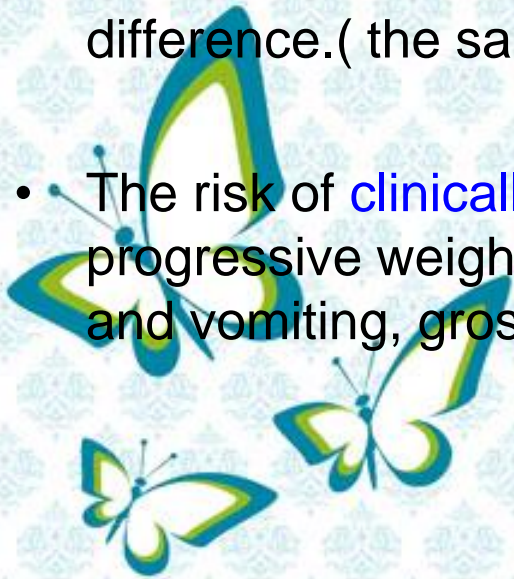 difference.( the sa
• The risk of clinicall
progressive weigh
and vomiting, gros